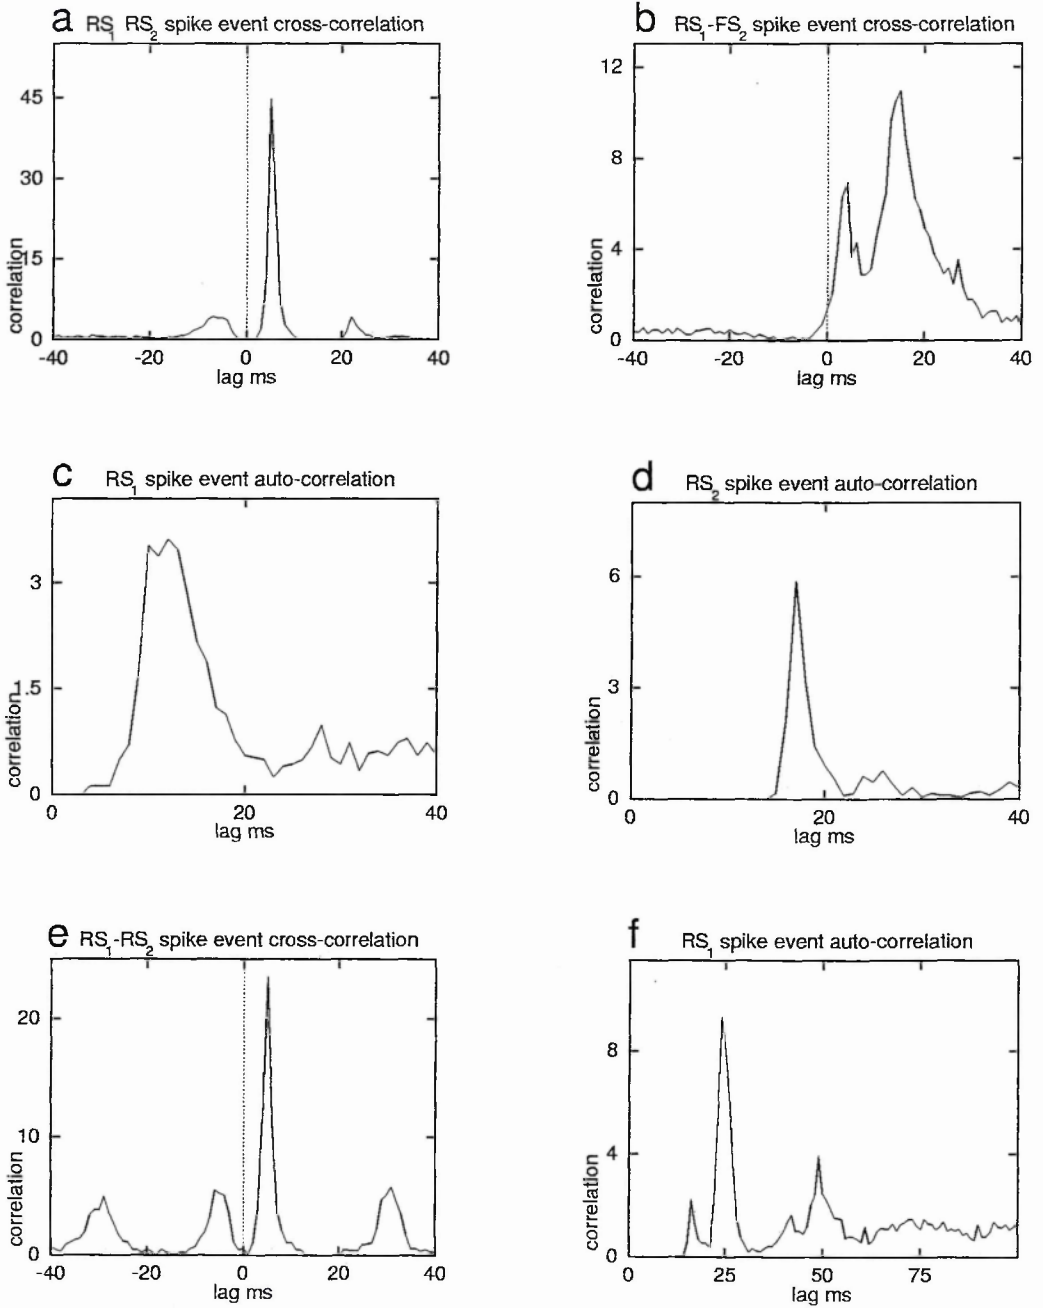 a RS1 RS2 spike event cross-correlation
45
30
15
0
correlation
-40 -20 0 20 40
lag ms
b RS1-FS2 spike event cross-correlation
12
8
4
0
correlation
-40 -20 0 20 40
lag ms
c RS1 spike event auto-correlation
3
1.5
0
correlation
0 20 40
lag ms
d RS2 spike event auto-correlation
6
3
0
correlation
0 20 40
lag ms
e RS1-RS2 spike event cross-correlation
20
10
0
correlation
-40 -20 0 20 40
lag ms
f RS1 spike event auto-correlation
8
4
0
correlation
0 25 50 75
lag ms